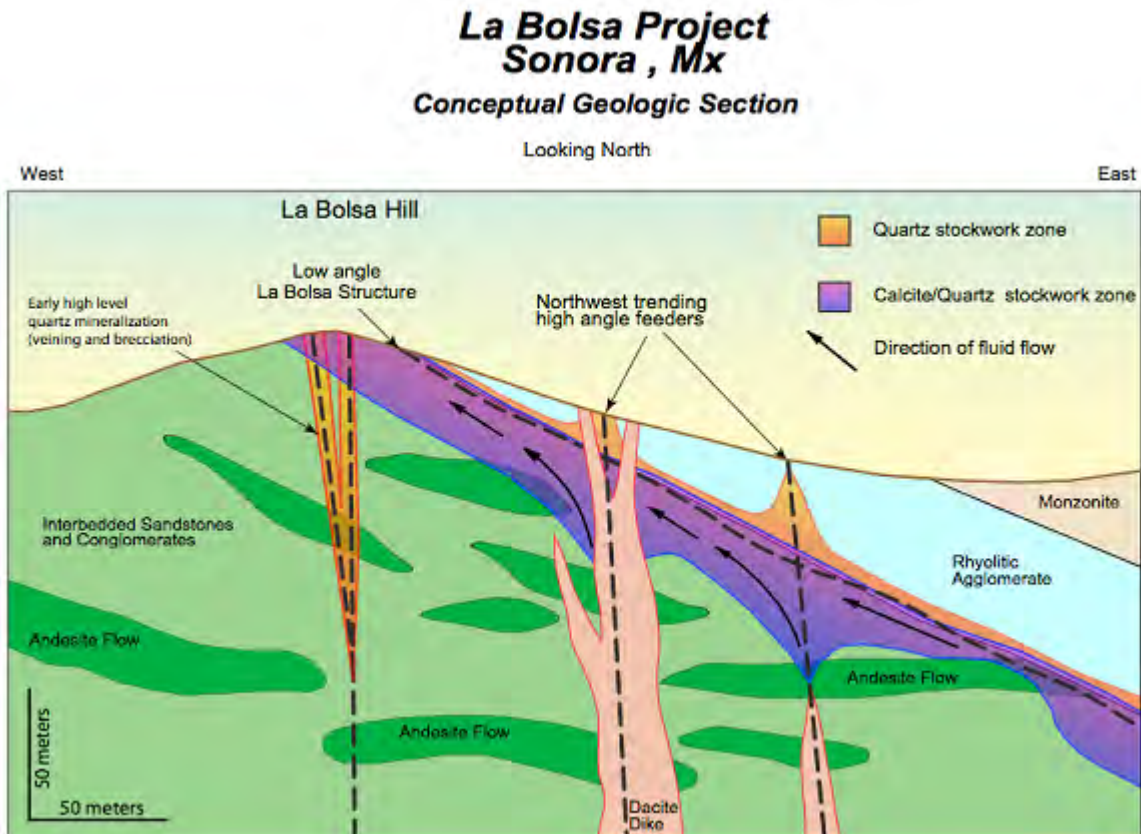 La Bolsa Project
Sonora , Mx
Conceptual Geologic Section
Looking North
West
East
La Bolsa Hill
Quartz stockwork zone
Low angle
La Bolsa Structure
Calcite/Quartz stockwork zone
Early high level
quartz mineralization
(veining and brecciation)
Northwest trending
high angle feeders
Direction of fluid flow
Monzonite
Interbedded Sandstones
and Conglomerates
Rhyolitic
Agglomerate
Andesite Flow
Andesite Flow
Andesite Flow
50 meters
50 meters
Dacite
Dike